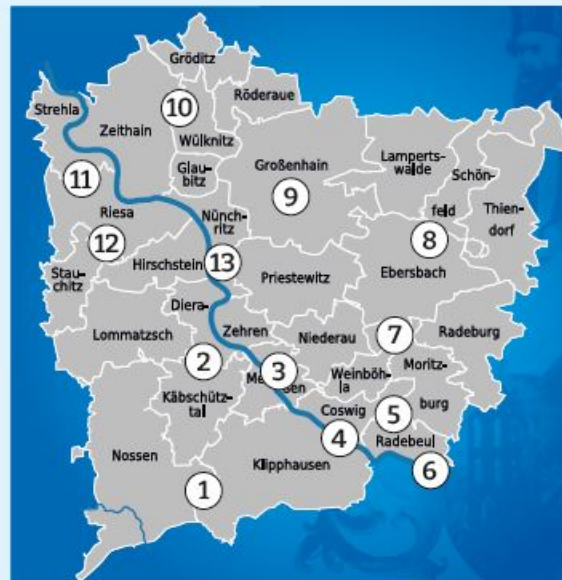 Gröditz
Röderaue
Strehla
10
Zeithain
Wülknitz
Glau-
bitz
Großenhain
Lamperts-
walde
Schön-
feld
11
9
Riesa
Nünch-
ritz
Thien-
dorf
12
8
Hirschstein
13
Priestewitz
Ebersbach
Stau-
chitz
Diera-
Zehren
Lommatzsch
Niederau
7
Radeburg
2
3
Me
sen
Weinböh-
la
Moritz-
burg
Käbschütz-
tal
Coswig
5
4
Radebeul
6
Nossen
Klipphausen
1